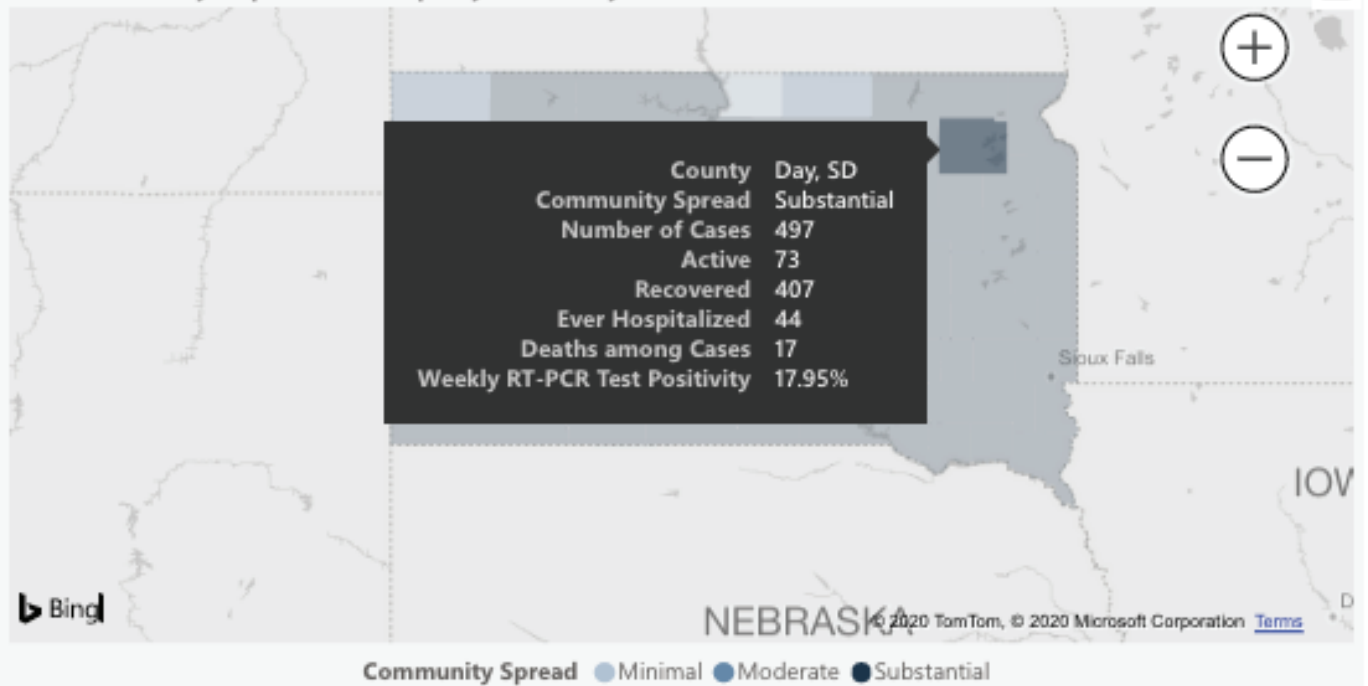 County Day, SD
Community Spread Substantial
Number of Cases 497
Active 73
Recovered 407
Ever Hospitalized 44
Deaths among Cases 17
Weekly RT-PCR Test Positivity 17.95%
Sioux Falls
IOW
Bing
NEBRASKA
© 2020 TomTom, © 2020 Microsoft Corporation Terms
D
Community Spread Minimal Moderate Substantial